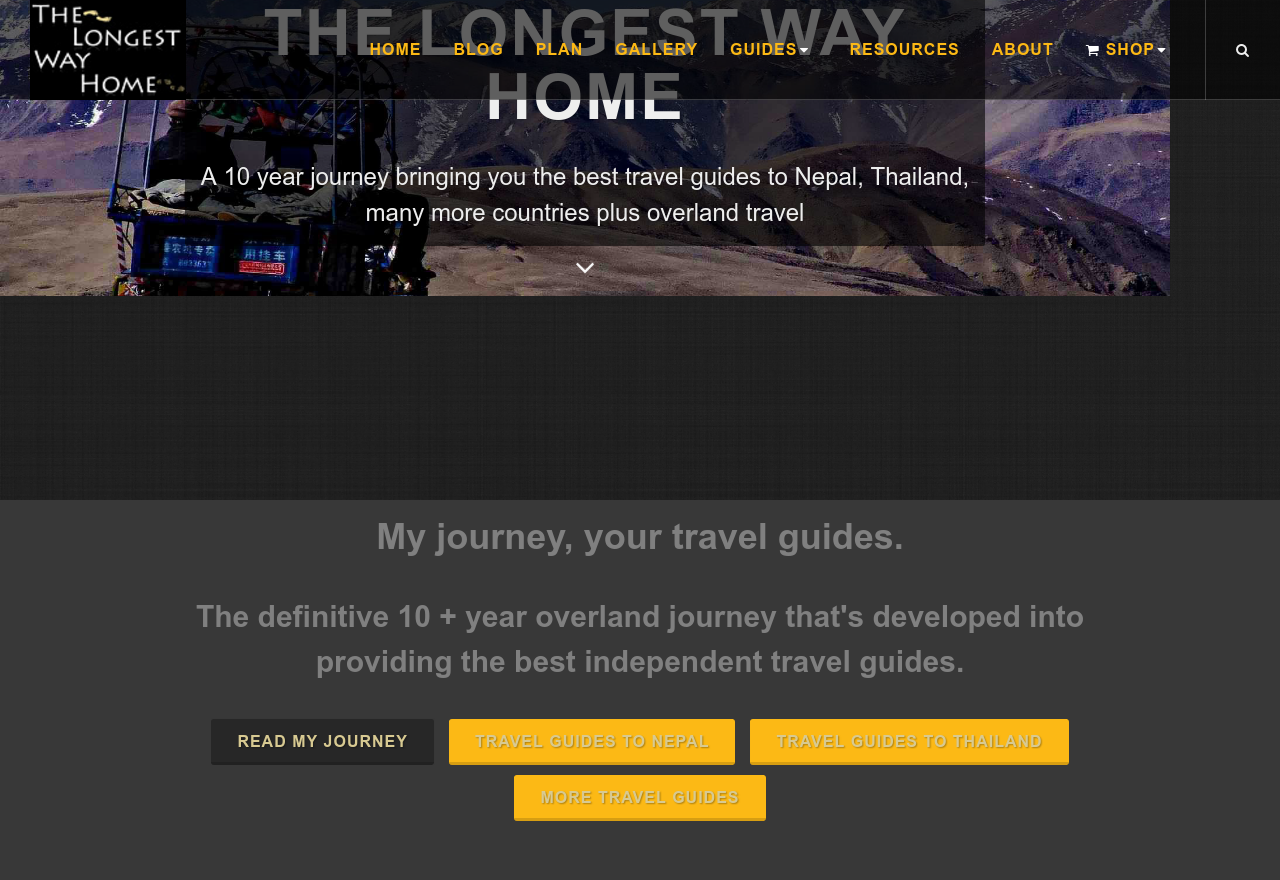 THE
LONGEST
WAY
HOME
HOME BLOG PLAN GALLERY GUIDES RESOURCES ABOUT SHOP
THE LONGEST WAY
HOME
A 10 year journey bringing you the best travel guides to Nepal, Thailand,
many more countries plus overland travel
My journey, your travel guides.
The definitive 10 + year overland journey that's developed into
providing the best independent travel guides.
READ MY JOURNEY TRAVEL GUIDES TO NEPAL TRAVEL GUIDES TO THAILAND
MORE TRAVEL GUIDES